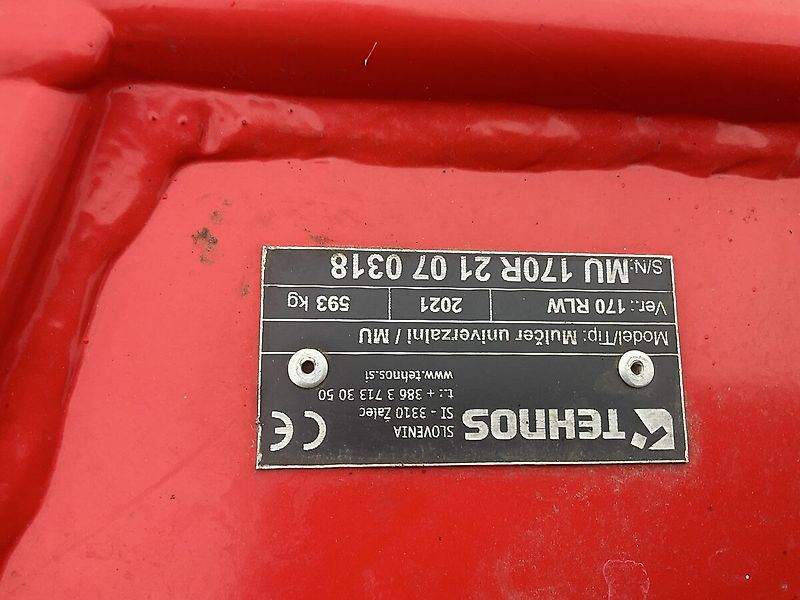 TEHNOS
SLOVENIA
SI - 3310 Žalec
t.: + 386 3 713 30 50
www.tehnos.si
CE
Model/Tip: Mulčer univerzalni / MU
Ver.: 170 RLW 2021 593 kg
S/N: MU 170R 21 07 0318